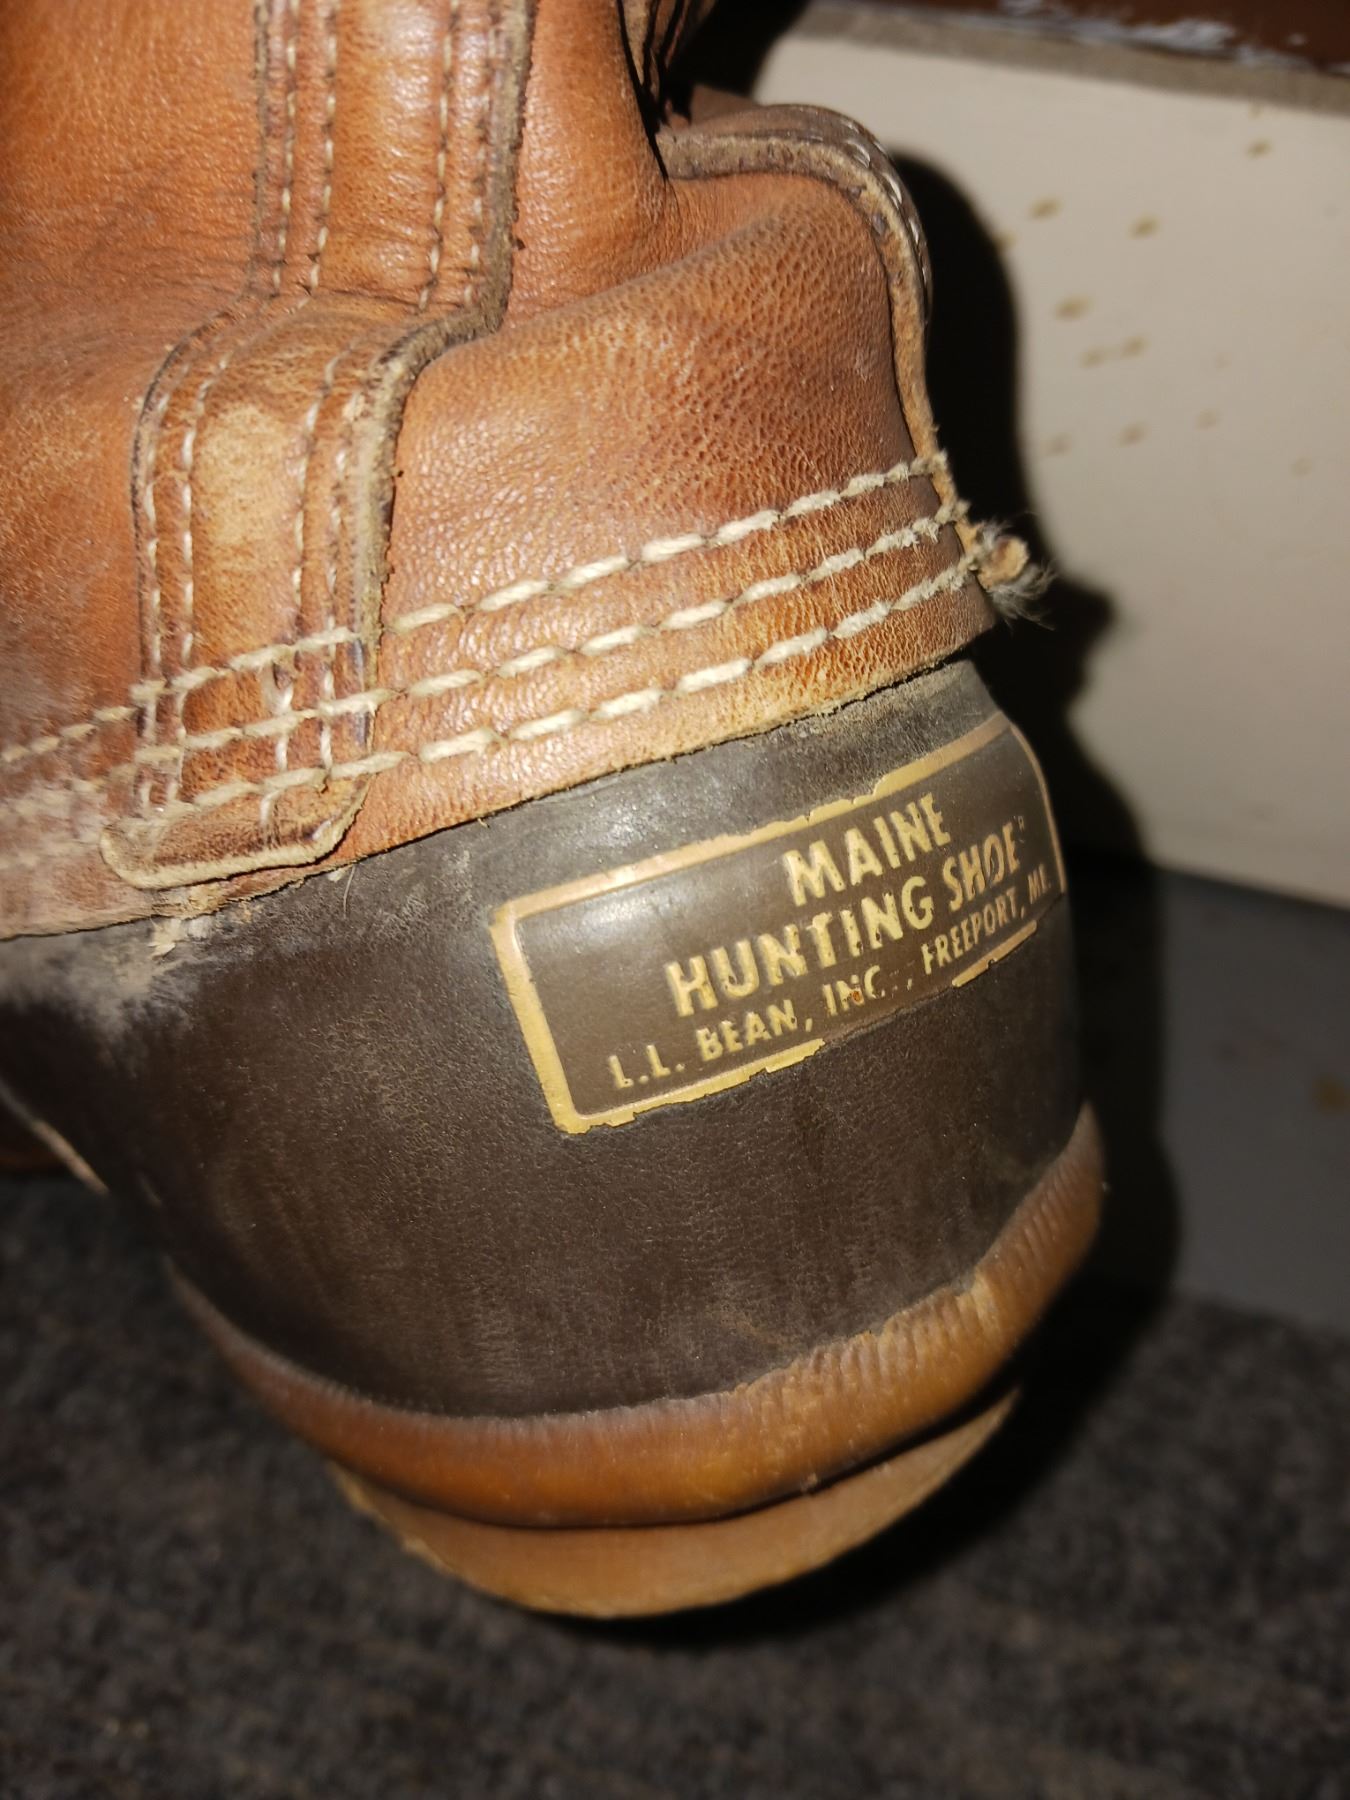 MAINE
HUNTING SHOE®
L.L. BEAN, INC., FREEPORT, ME.